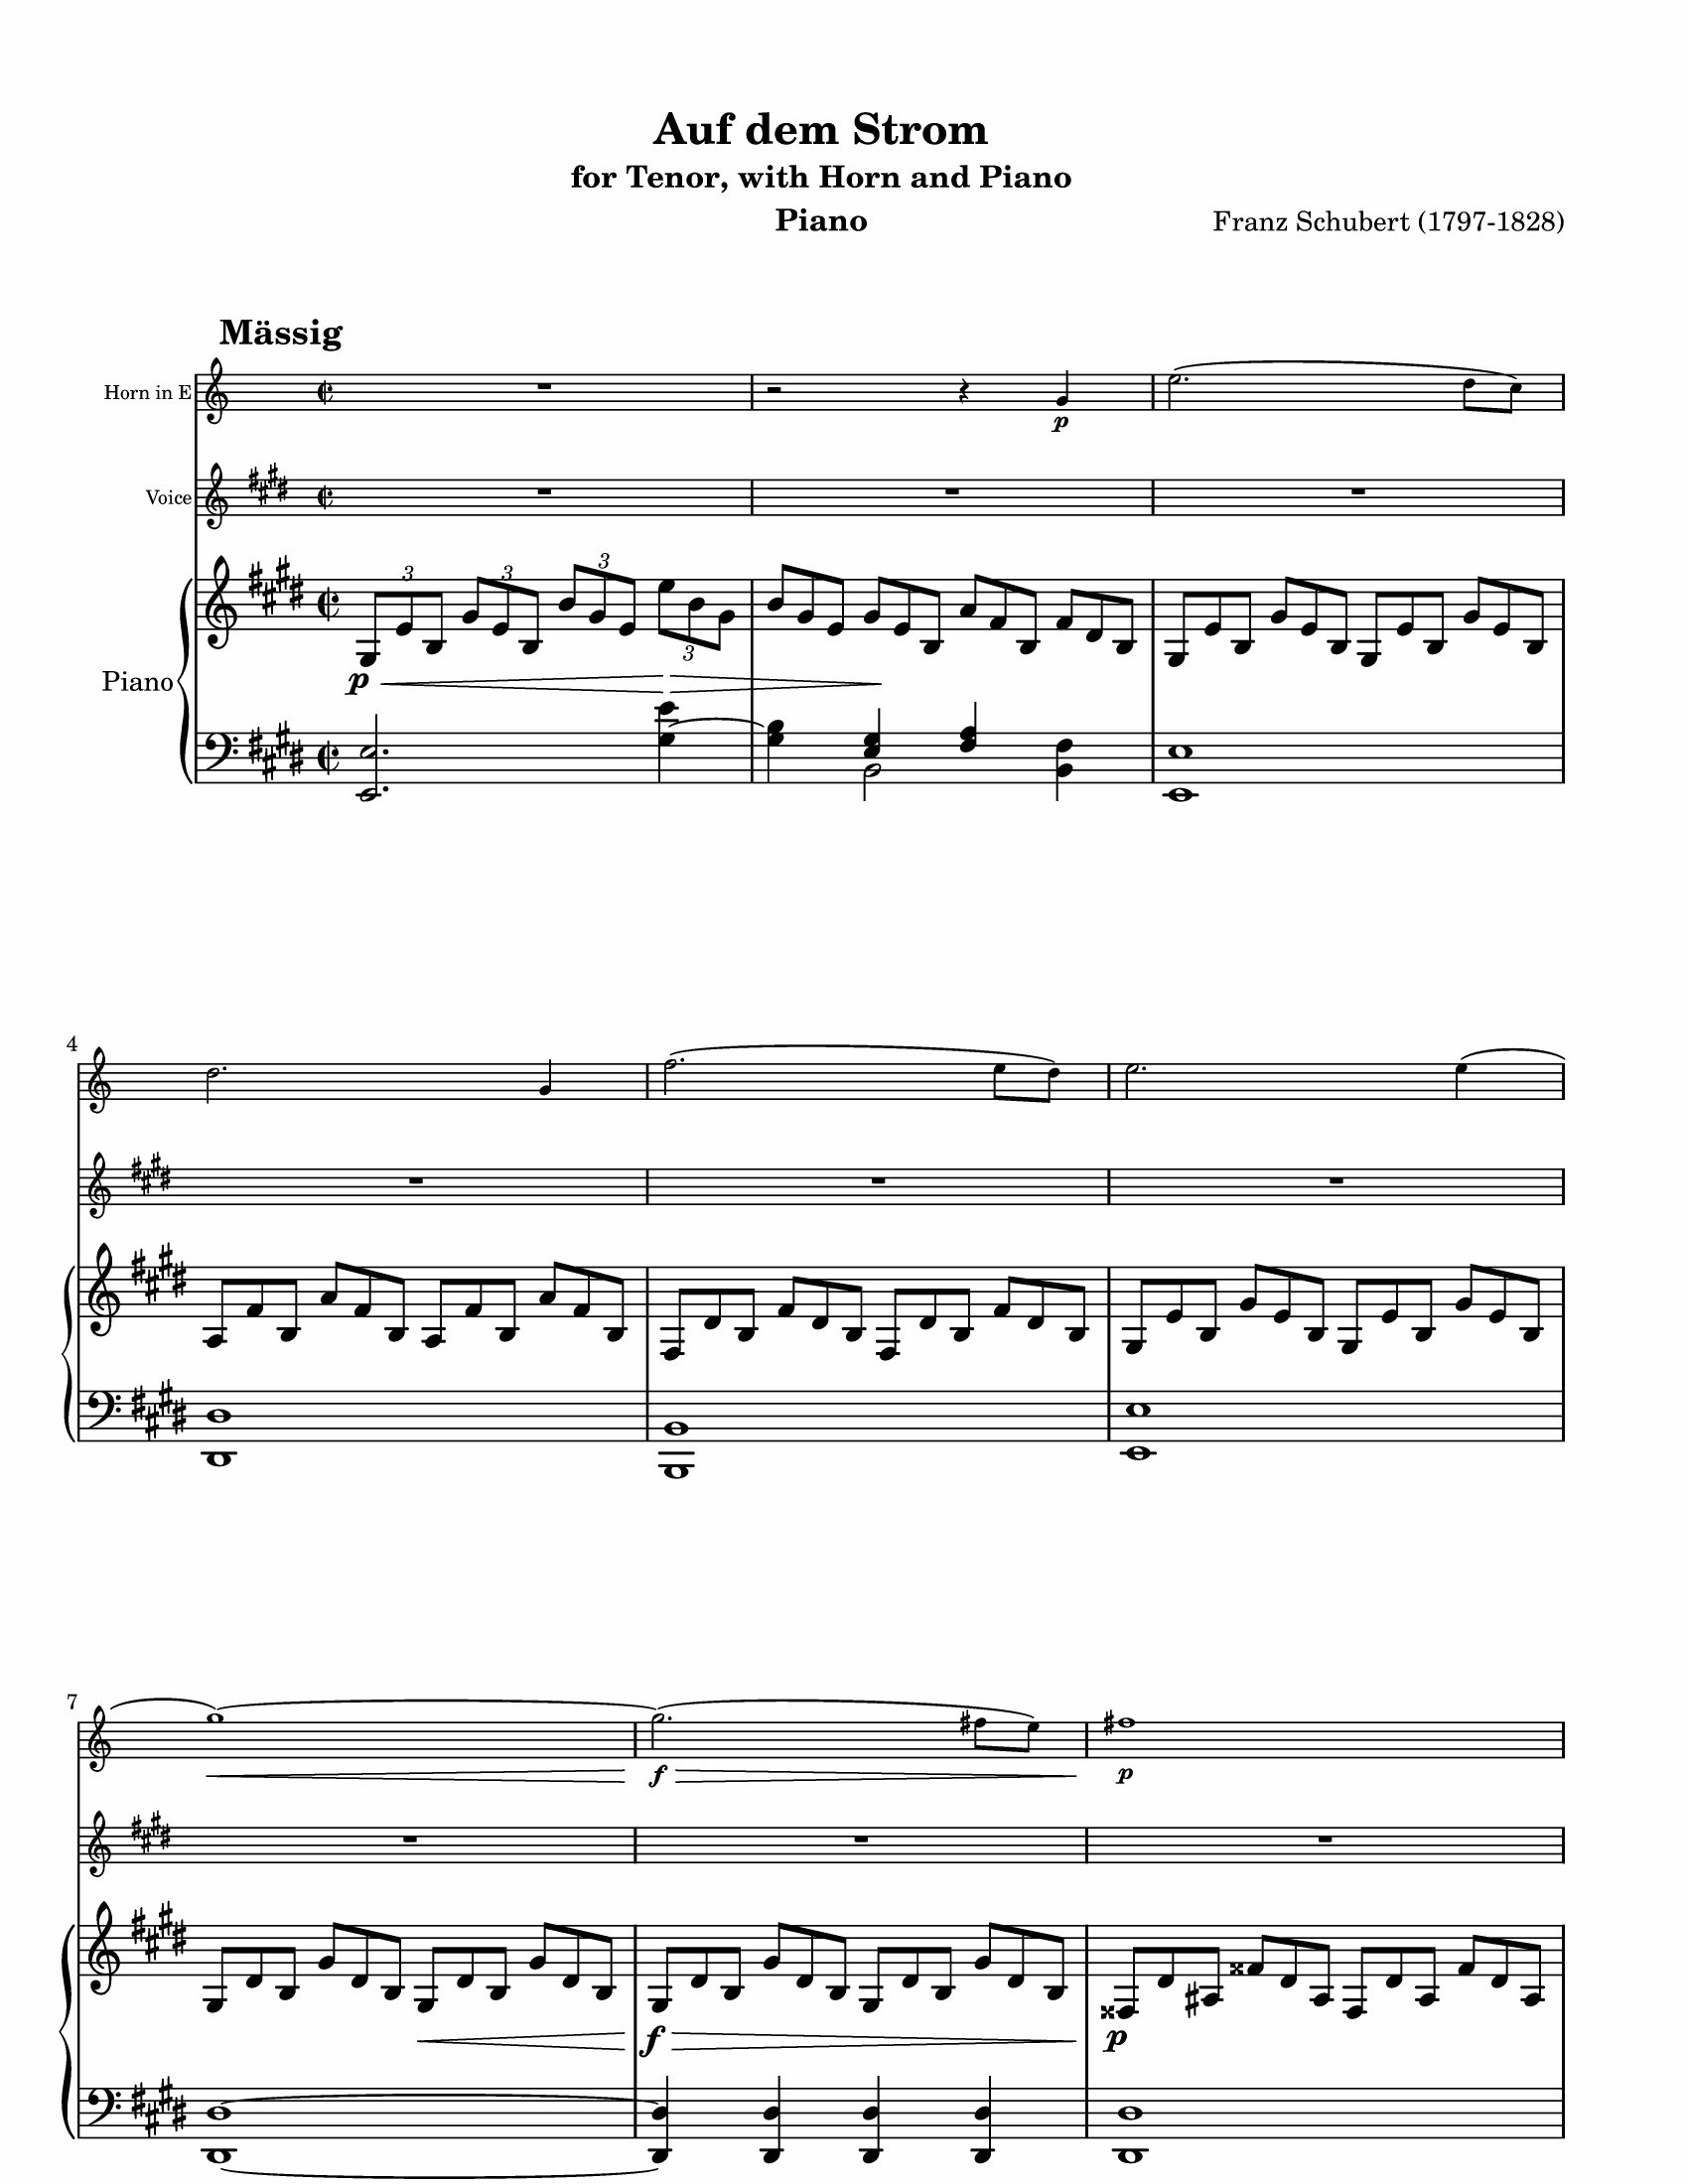 Auf dem Strom
for Tenor, with Horn and Piano
Piano
Franz Schubert (1797-1828)
Mässig
Horn in E
p
Voice
3 3 3 3
Piano
p
4
7
f p
f p